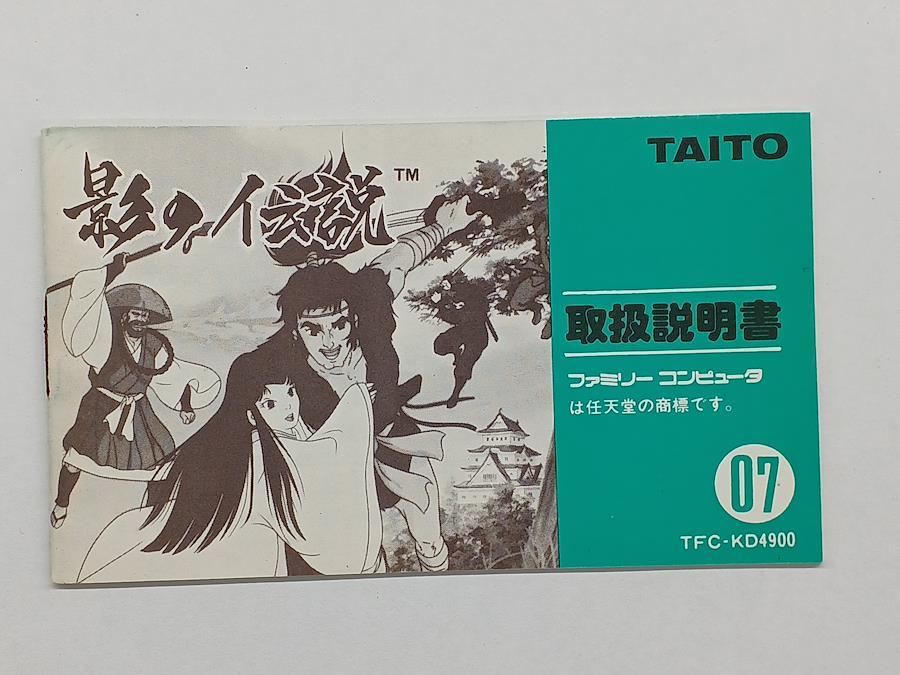 影の伝説™
TAITO
取扱説明書
ファミリーコンピュータ
は任天堂の商標です。
07
TFC-KD4900